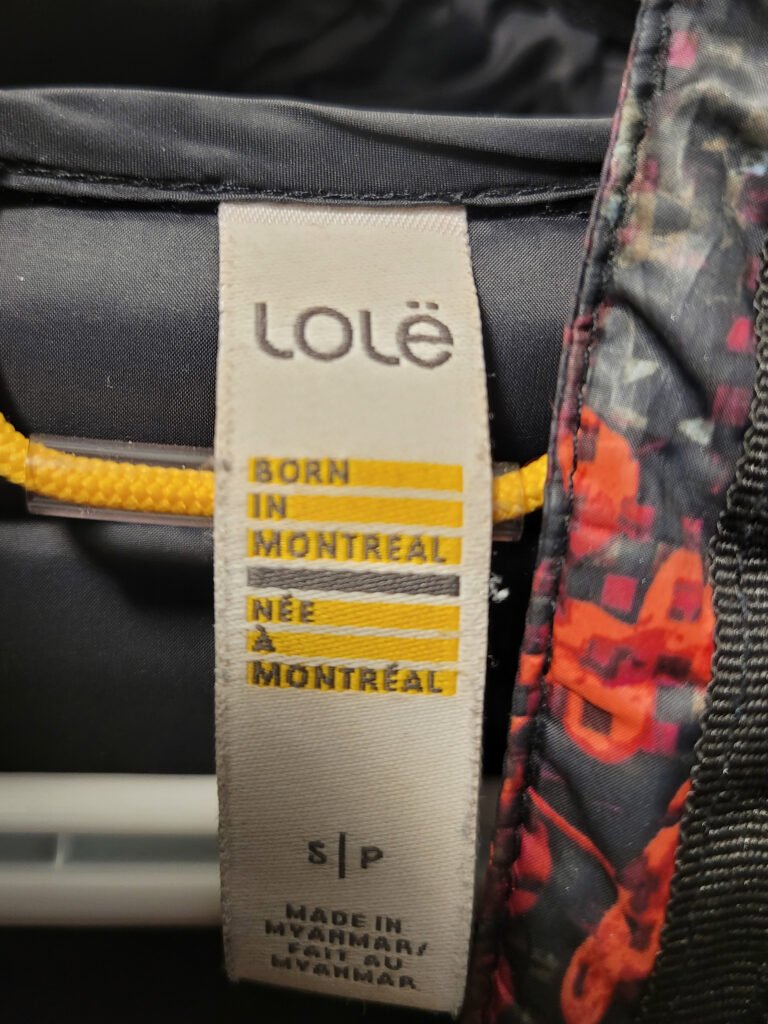 LOLË
BORN
IN
MONTREAL
NÉE
À
MONTRÉAL
S|P
MADE IN
MYANMAR/
FAIT AU
MYANMAR